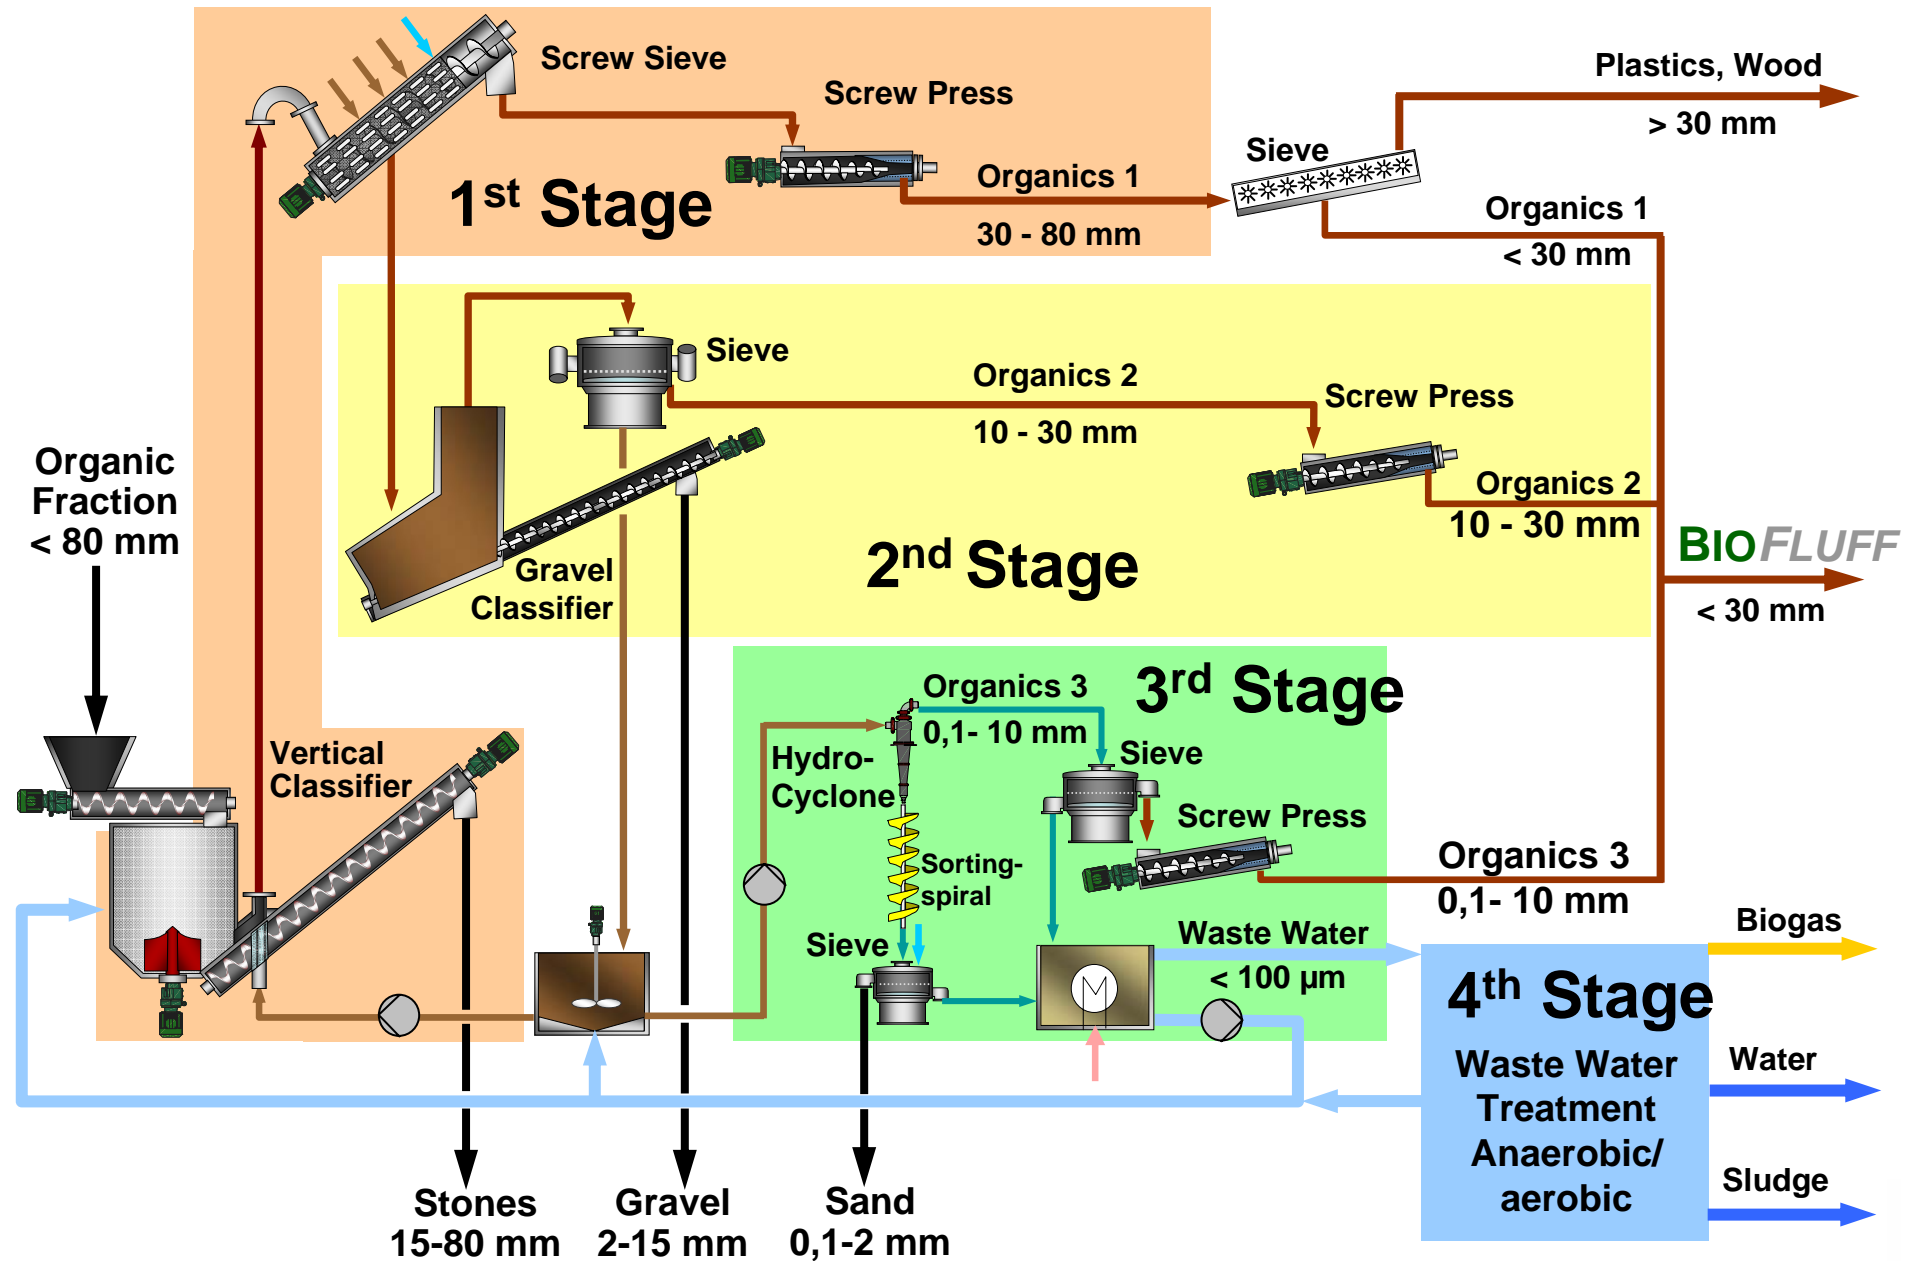 Screw Sieve
Screw Press
1st Stage
Organics 1
30 - 80 mm
Sieve
Plastics, Wood
> 30 mm
Organics 1
< 30 mm
Sieve
Organics 2
10 - 30 mm
Screw Press
Organics 2
10 - 30 mm
Gravel
Classifier
2nd Stage
BIOFLUFF
< 30 mm
Organic
Fraction
< 80 mm
Vertical
Classifier
3rd Stage
Organics 3
0,1- 10 mm
Hydro-
Cyclone
Sieve
Screw Press
Sorting-
spiral
Organics 3
0,1- 10 mm
Sieve
Waste Water
< 100 µm
M
4th Stage
Waste Water
Treatment
Anaerobic/
aerobic
Biogas
Water
Sludge
Stones
15-80 mm
Gravel
2-15 mm
Sand
0,1-2 mm